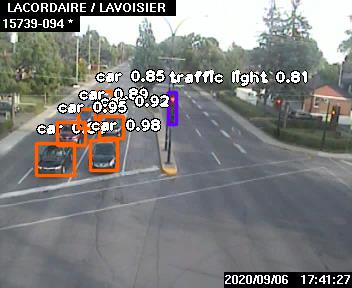 LACORDAIRE / LAVOISIER
15739-094 *
car 0.85
traffic light 0.81
car 0.89
car 0.95
0.92
car 0.98
2020/09/06 17:41:27